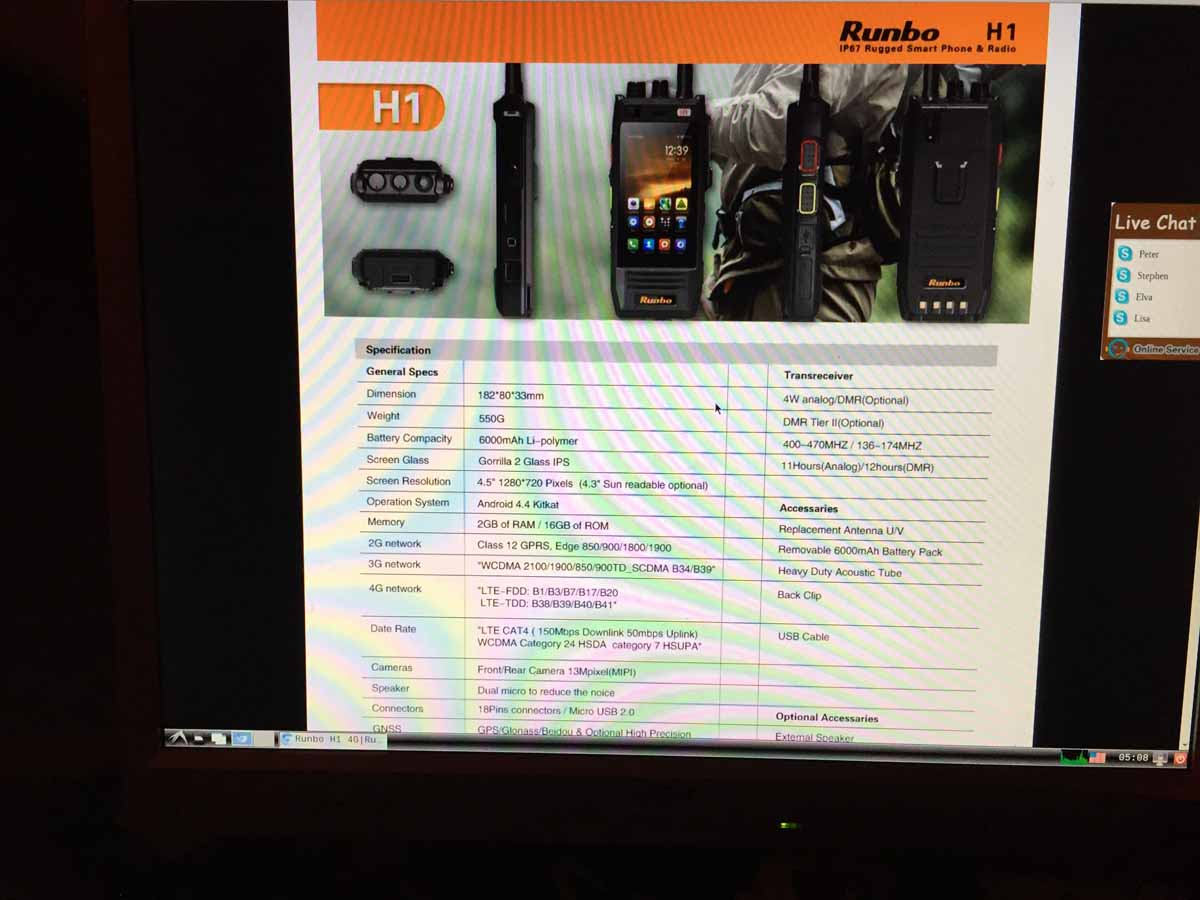 Runbo H1
IP67 Rugged Smart Phone & Radio
H1
12:39
Runbo
Runbo
Live Chat
Peter
Stephen
Elva
Lisa
Online Service
Specification
General Specs
Transreceiver
Dimension 182*80*33mm 4W analog/DMR(Optional)
Weight 550G DMR Tier II(Optional)
Battery Compacity 6000mAh Li-polymer 400-470MHZ / 136-174MHZ
Screen Glass Gorrilla 2 Glass IPS 11Hours(Analog)/12hours(DMR)
Screen Resolution 4.5" 1280*720 Pixels (4.3" Sun readable optional)
Operation System Android 4.4 Kitkat Accessaries
Memory 2GB of RAM / 16GB of ROM Replacement Antenna U/V
2G network Class 12 GPRS, Edge 850/900/1800/1900 Removable 6000mAh Battery Pack
3G network "WCDMA 2100/1900/850/900TD_SCDMA B34/B39" Heavy Duty Acoustic Tube
4G network "LTE-FDD: B1/B3/B7/B17/B20 Back Clip
LTE-TDD: B38/B39/B40/B41"
Date Rate "LTE CAT4 ( 150Mbps Downlink 50mbps Uplink) USB Cable
WCDMA Category 24 HSDA category 7 HSUPA"
Cameras Front/Rear Camera 13Mpixel(MIPI)
Speaker Dual micro to reduce the noice
Connectors 18Pins connectors / Micro USB 2.0 Optional Accessaries
GNSS GPS/Glonass/Beidou & Optional High Precision External Speaker
Runbo H1 4G|Ru
05:08